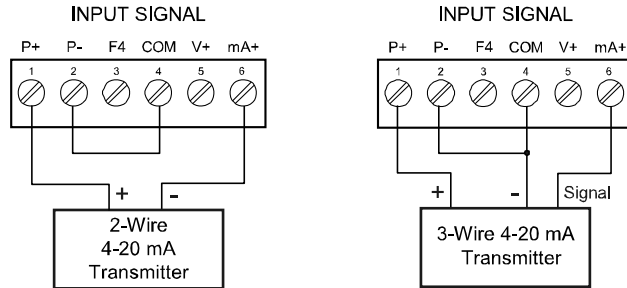 INPUT SIGNAL
P+ P- F4 COM V+ mA+
1 2 3 4 5 6
+ -
2-Wire
4-20 mA
Transmitter
INPUT SIGNAL
P+ P- F4 COM V+ mA+
1 2 3 4 5 6
+ - Signal
3-Wire 4-20 mA
Transmitter